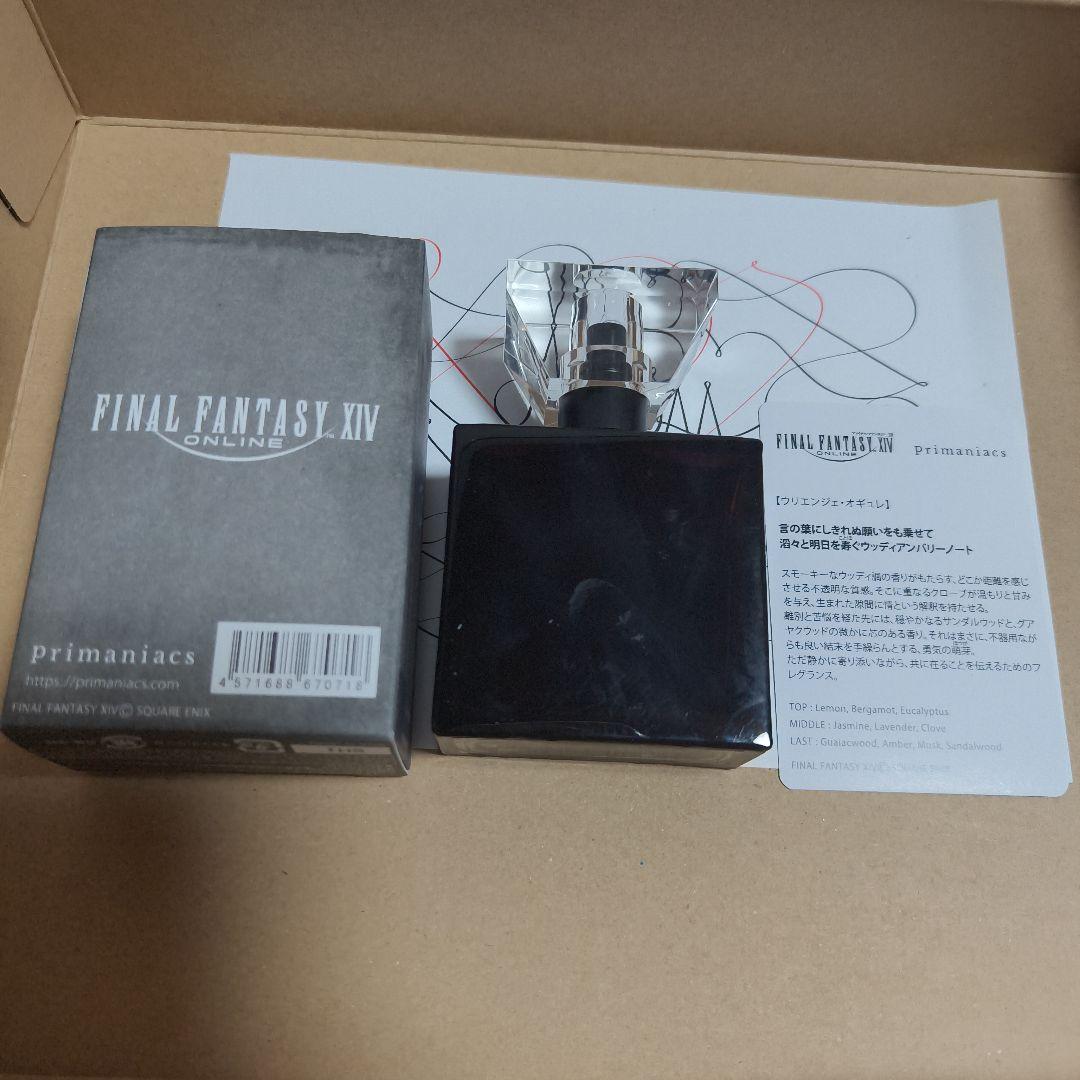 FINAL FANTASY XIV
ONLINE
primaniacs
https://primaniacs.com
FINAL FANTASY XIV© SQUARE ENIX
4 571688 670718
FINAL FANTASY XIV
ONLINE
primaniacs
【ウリエンジェ・オギュレ】
言の葉にしきれぬ願いをも乗せて
滔々と明日を寿ぐウッディアンバリーノート
スモーキーなウッディ調の香りがもたらす、どこか距離を感じ
させる不透明な質感。そこに重なるクローブが温もりと甘み
を与え、生まれた隙間に情という解釈を持たせる。
離別と苦悩を経た先には、穏やかなるサンダルウッドと、グア
ヤクウッドの微かに芯のある香り。それはまさに、不器用なが
らも良い結末を手繰らんとする、勇気の萌芽。
ただ静かに寄り添いながら、共に在ることを伝えるためのフ
レグランス。
TOP : Lemon, Bergamot, Eucalyptus
MIDDLE : Jasmine, Lavender, Clove
LAST : Guaiacwood, Amber, Musk, Sandalwood
FINAL FANTASY XIV© SQUARE ENIX